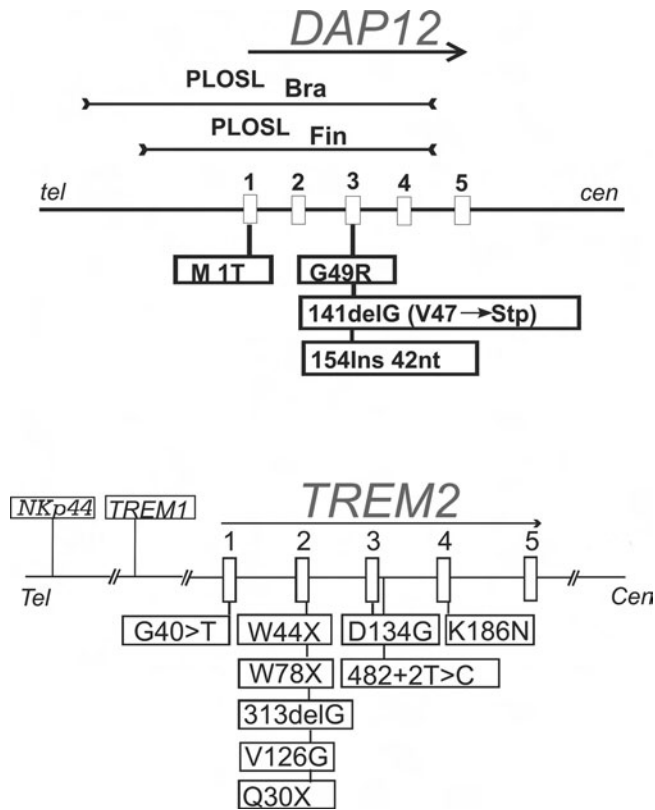 DAP12
PLOSL Bra
PLOSL Fin
tel 1 2 3 4 5 cen
M 1T G49R
141delG (V47→Stp)
154Ins 42nt
TREM2
NKp44 TREM1
1 2 3 4 5
Tel Cen
G40>T W44X D134G K186N
W78X 482+2T>C
313delG
V126G
Q30X